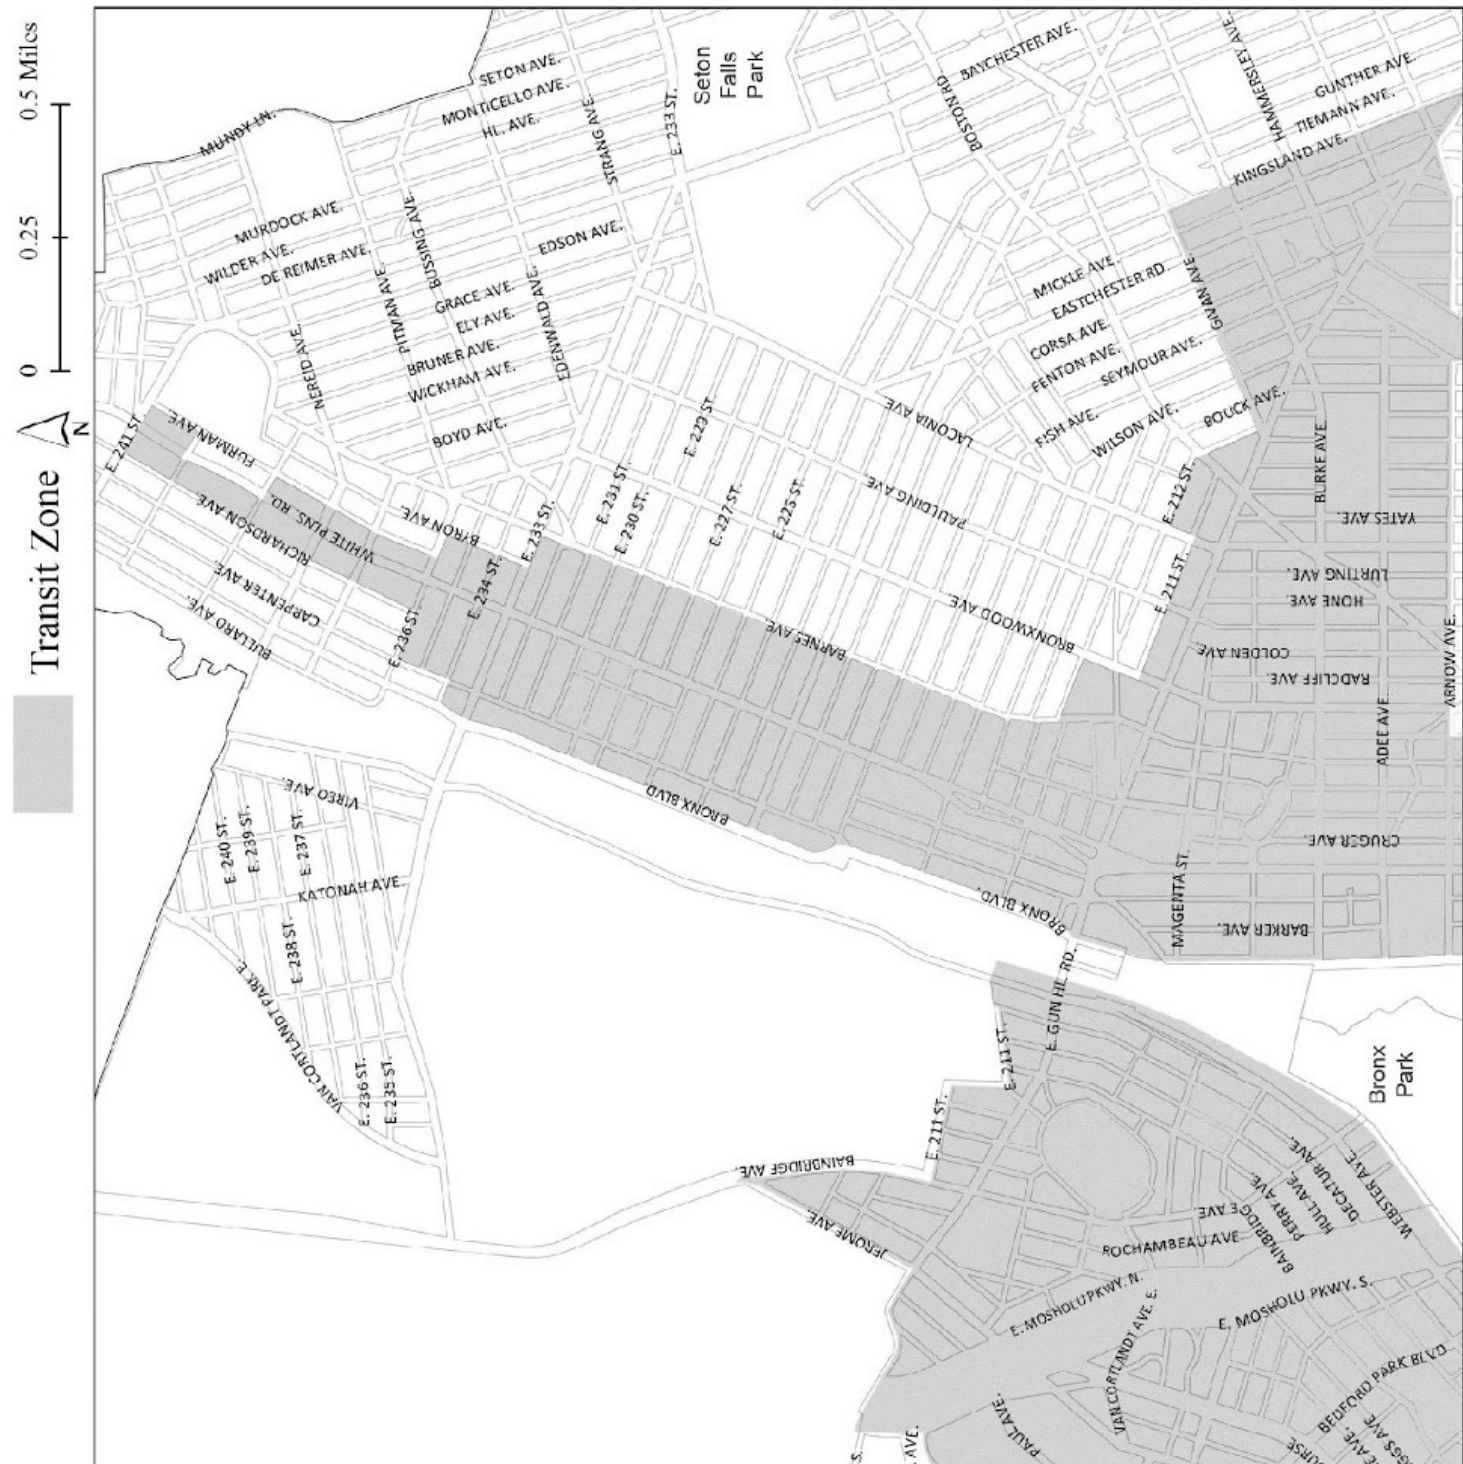 0.5 Miles
0.25
0
N
Transit Zone
SETON AVE.
MONTICELLO AVE.
HL. AVE.
MUNDY LN.
STRANG AVE.
E. 233 ST.
Seton
Falls
Park
BOSTON RD
BAYCHESTER AVE.
HAMMERSLEY AVE.
GUNTHER AVE.
TIEMANN AVE.
KINGSLAND AVE.
MURDOCK AVE.
WILDER AVE.
DE REIMER AVE.
BUSSING AVE.
PITMAN AVE.
EDSON AVE.
GRACE AVE.
ELY AVE.
BRUNER AVE.
WICKHAM AVE.
EDENWALD AVE.
NEREID AVE.
BOYD AVE.
MICKLE AVE.
EASTCHESTER RD
CORSA AVE.
FENTON AVE.
SEYMOUR AVE.
GIVAN AVE.
FISH AVE.
WILSON AVE.
BOUCK AVE.
E. 241 ST.
FURMAN AVE.
WHITE PLNS. RD.
RICHARDSON AVE.
CARPENTER AVE.
BULLARD AVE.
BYRON AVE.
E. 233 ST.
E. 234 ST.
E. 236 ST.
E. 231 ST.
E. 230 ST.
E. 223 ST.
E. 227 ST.
E. 225 ST.
LACONIA AVE.
PAULDING AVE.
BRONXWOOD AVE.
BARNES AVE.
E. 212 ST.
E. 211 ST.
BURKE AVE.
YATES AVE.
LURTING AVE.
HONE AVE.
COLDEN AVE.
RADCLIFF AVE.
ADEE AVE.
ARNOW AVE.
CRUGER AVE.
BARKER AVE.
MAGENTA ST.
BRONX BLVD
BRONX BLVD.
VIREO AVE.
E. 240 ST.
E. 239 ST.
E. 237 ST.
KATONAH AVE.
E. 238 ST.
VAN CORTLANDT PARK E.
E. 236 ST.
E. 235 ST.
E. GUN HL. RD.
E. 211 ST.
E. 211 ST.
BAINBRIDGE AVE.
JEROME AVE.
Bronx
Park
WEBSTER AVE.
DECATUR AVE.
HULL AVE.
PERRY AVE.
BAINBRIDGE AVE.
ROCHAMBEAU AVE.
E. MOSHOLU PKWY. N.
E. MOSHOLU PKWY. S.
VAN CORTLANDT AVE. E.
BEDFORD PARK BLVD
PAUL AVE.
AVE.
S.